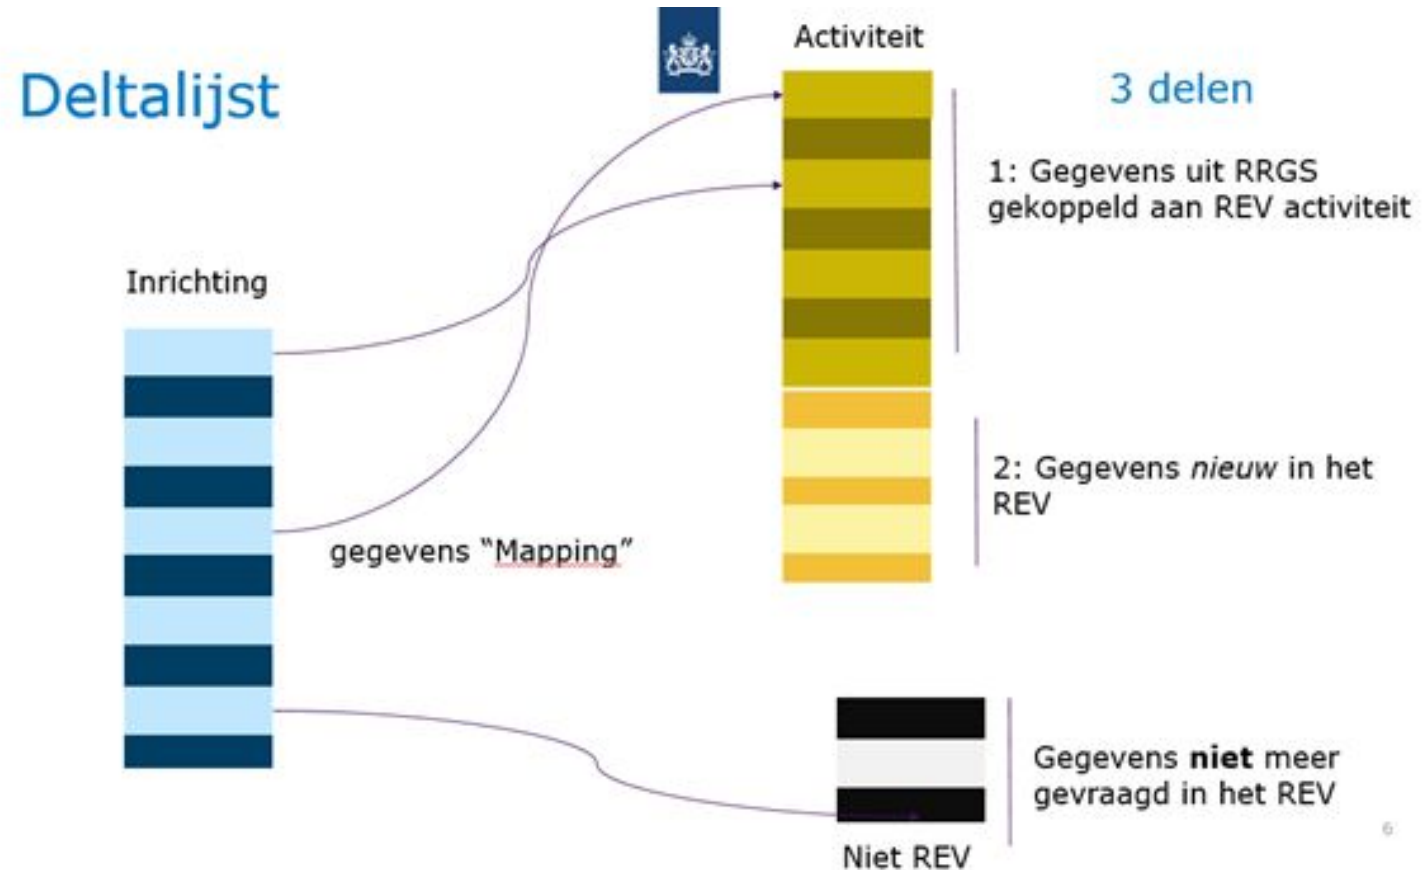 Deltalijst
Activiteit
3 delen
1: Gegevens uit RRGS
gekoppeld aan REV activiteit
Inrichting
2: Gegevens nieuw in het
REV
gegevens “Mapping”
Gegevens niet meer
gevraagd in het REV
Niet REV
6